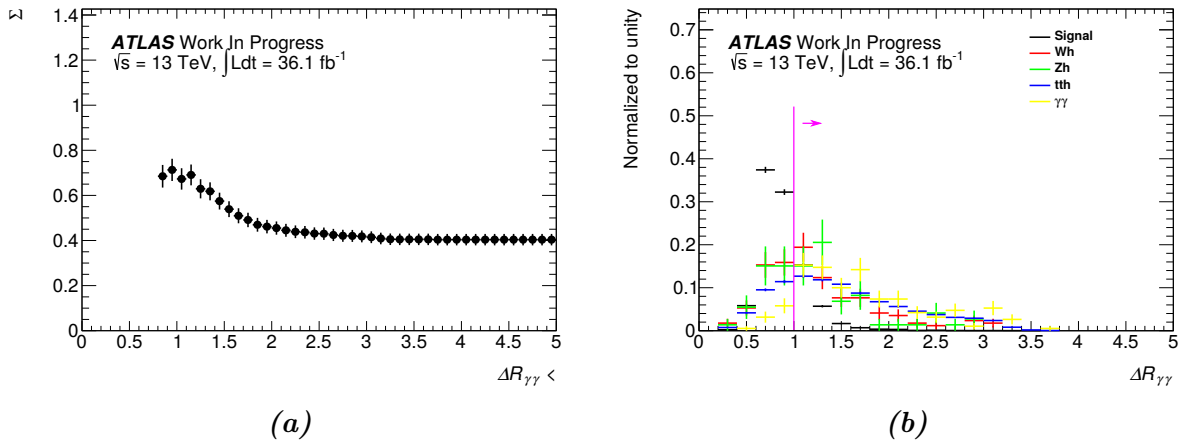 Σ
1.4
1.2
1
0.8
0.6
0.4
0.2
0
ATLAS Work In Progress
√s = 13 TeV, ∫Ldt = 36.1 fb⁻¹
0 0.5 1 1.5 2 2.5 3 3.5 4 4.5 5
ΔR_γγ <
(a)
Normalized to unity
0.7
0.6
0.5
0.4
0.3
0.2
0.1
0
ATLAS Work In Progress
√s = 13 TeV, ∫Ldt = 36.1 fb⁻¹
Signal
Wh
Zh
tth
γγ
0 0.5 1 1.5 2 2.5 3 3.5 4 4.5 5
ΔR_γγ
(b)